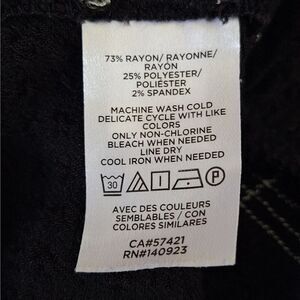 73% RAYON/ RAYONNE/
RAYÓN
25% POLYESTER/
POLIÉSTER
2% SPANDEX
MACHINE WASH COLD
DELICATE CYCLE WITH LIKE
COLORS
ONLY NON-CHLORINE
BLEACH WHEN NEEDED
LINE DRY
COOL IRON WHEN NEEDED
30 P
AVEC DES COULEURS
SEMBLABLES / CON
COLORES SIMILARES
CA#57421
RN#140923